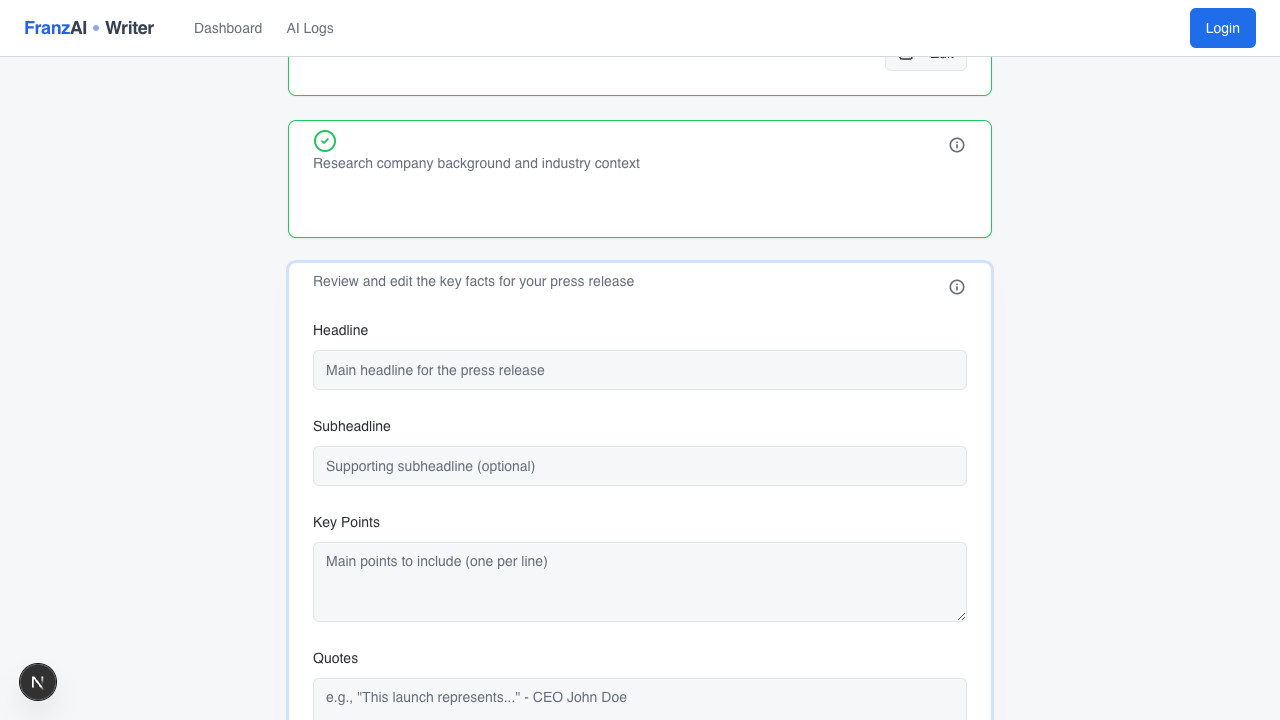 FranzAI • Writer
Dashboard
AI Logs
Login
Research company background and industry context
Review and edit the key facts for your press release
Headline
Main headline for the press release
Subheadline
Supporting subheadline (optional)
Key Points
Main points to include (one per line)
Quotes
e.g., "This launch represents..." - CEO John Doe
N